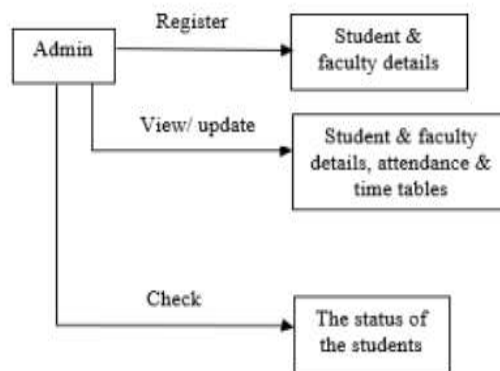 Register
Admin
Student &
faculty details
View/ update
Student & faculty
details, attendance &
time tables
Check
The status of
the students